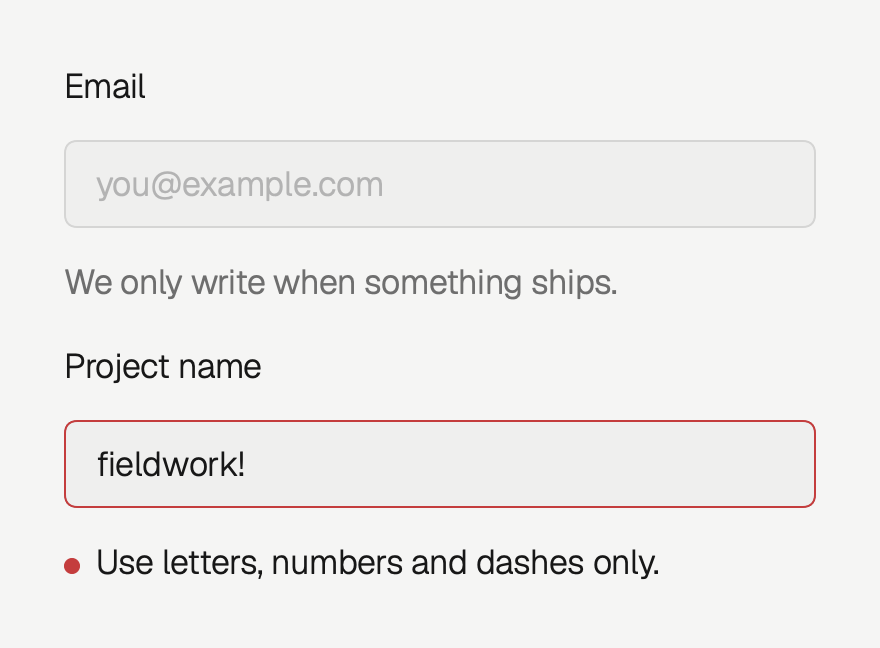 Email
you@example.com
We only write when something ships.
Project name
fieldwork!
Use letters, numbers and dashes only.